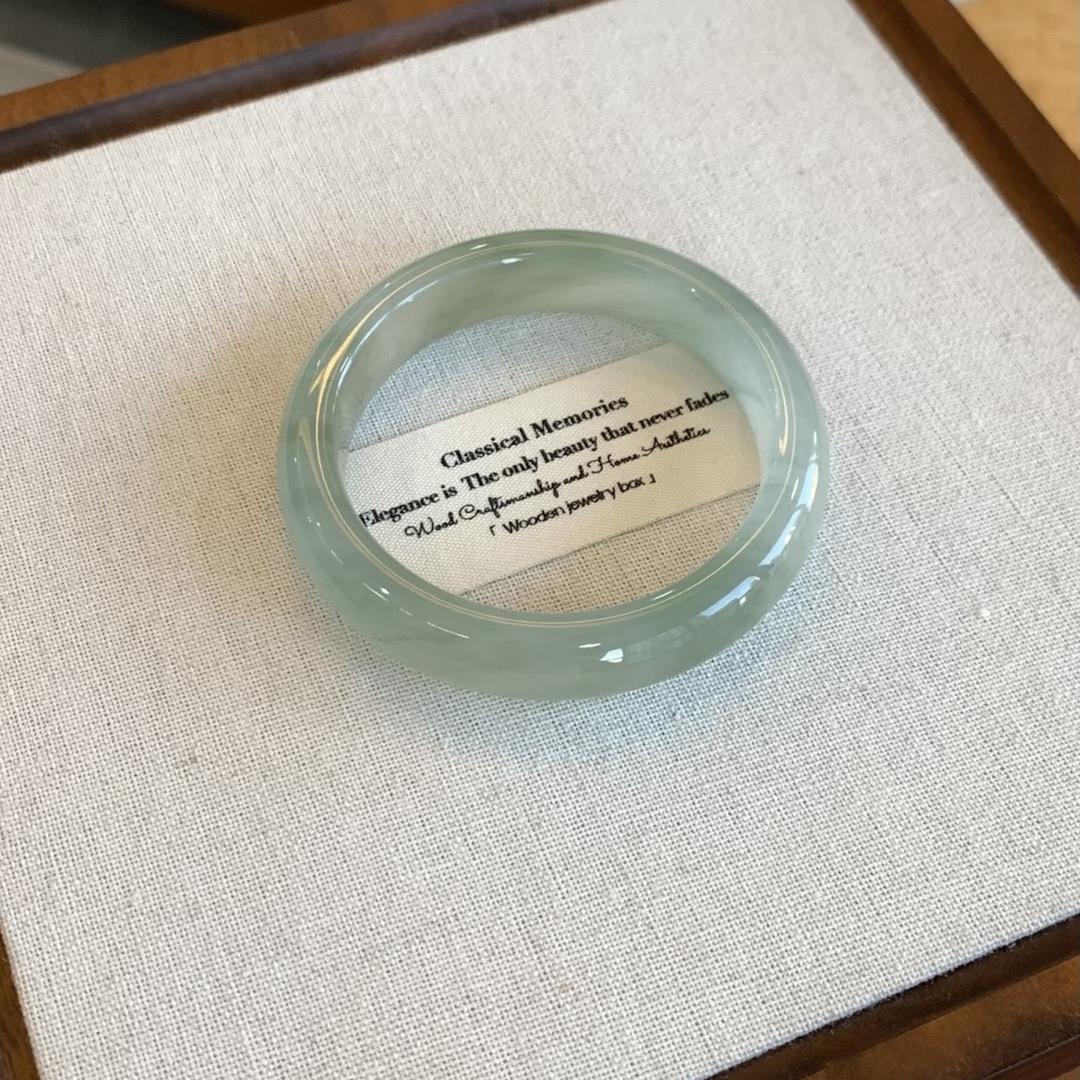 Classical Memories
Elegance is The only beauty that never fades
Wood Craftsmanship and Home Aesthetics
「 Wooden jewelry box 」